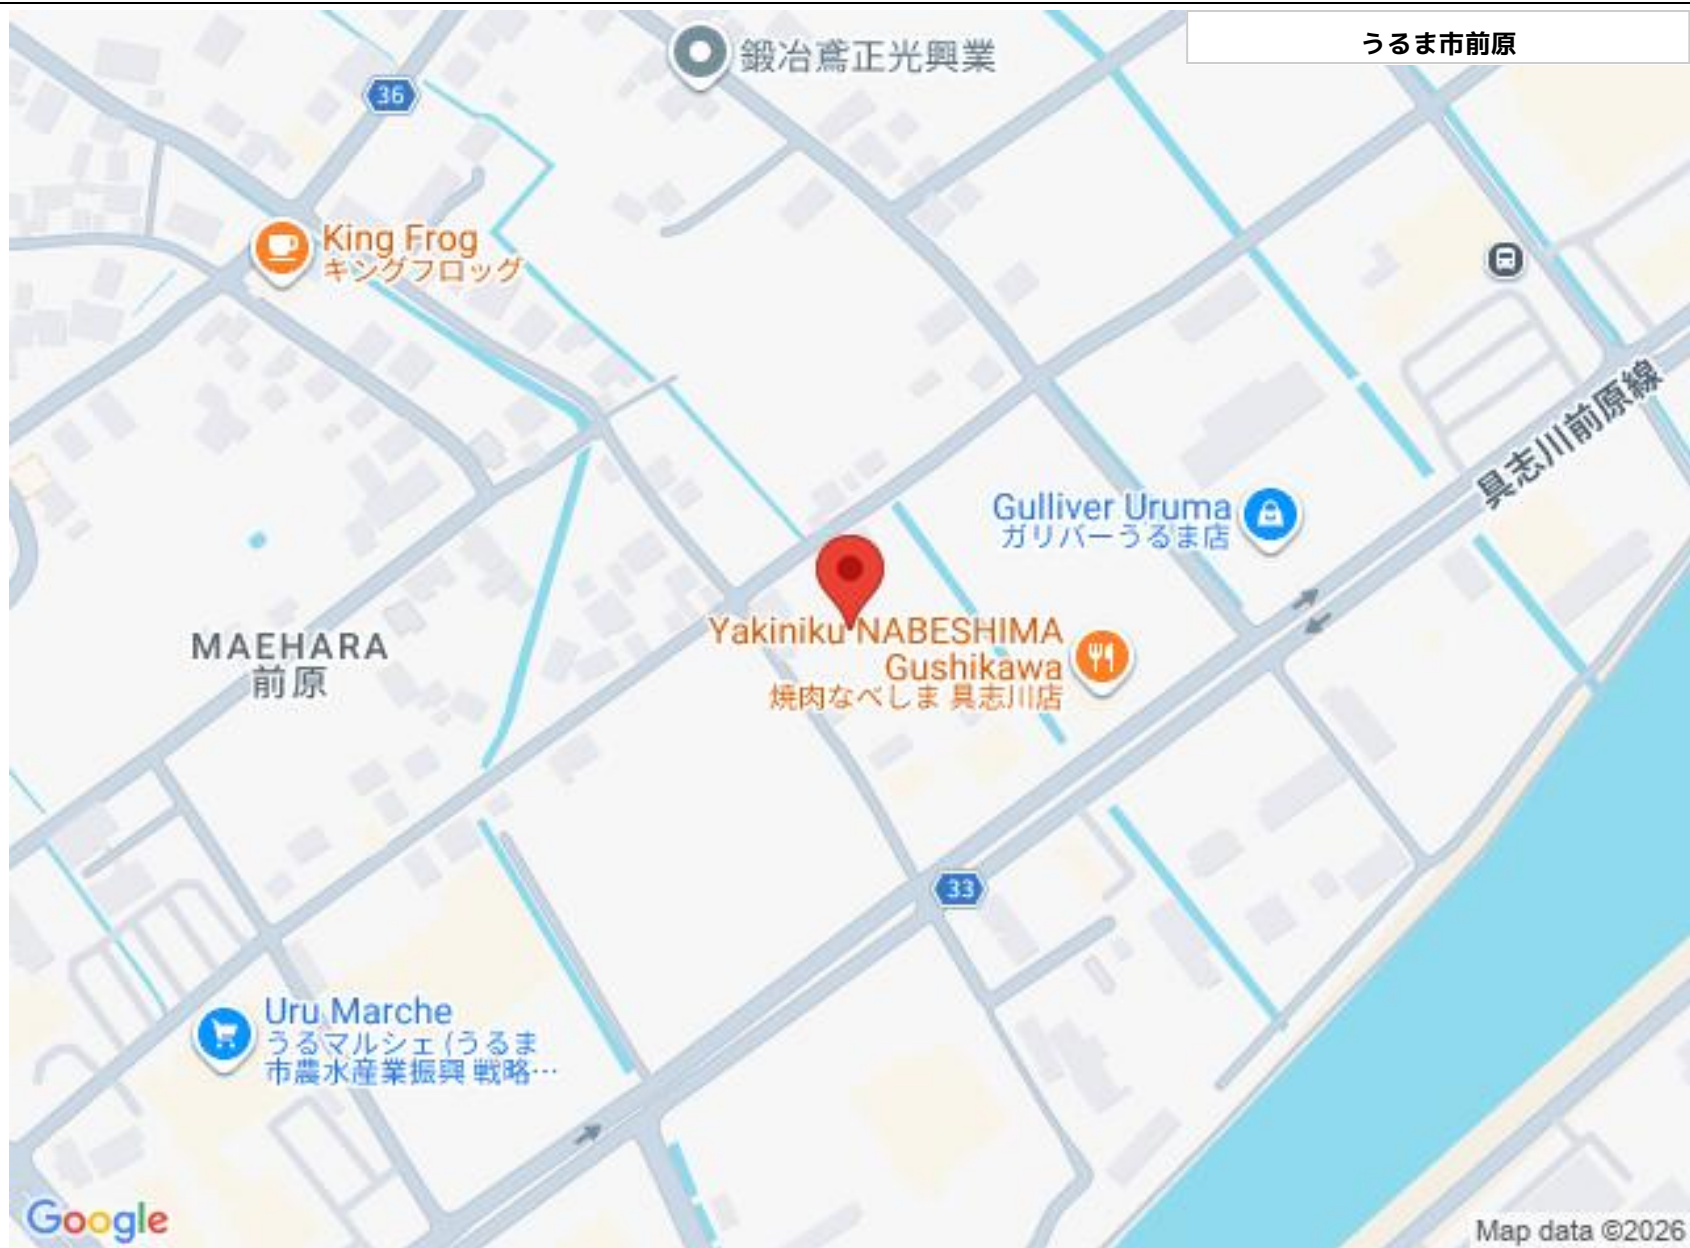 うるま市前原
鍛冶鳶正光興業
36
King Frog
キングフロッグ
具志川前原線
Gulliver Uruma
ガリバーうるま店
Yakiniku NABESHIMA
Gushikawa
焼肉なべしま 具志川店
MAEHARA
前原
33
Uru Marche
うるマルシェ (うるま
市農水産業振興 戦略…
Google
Map data ©2026